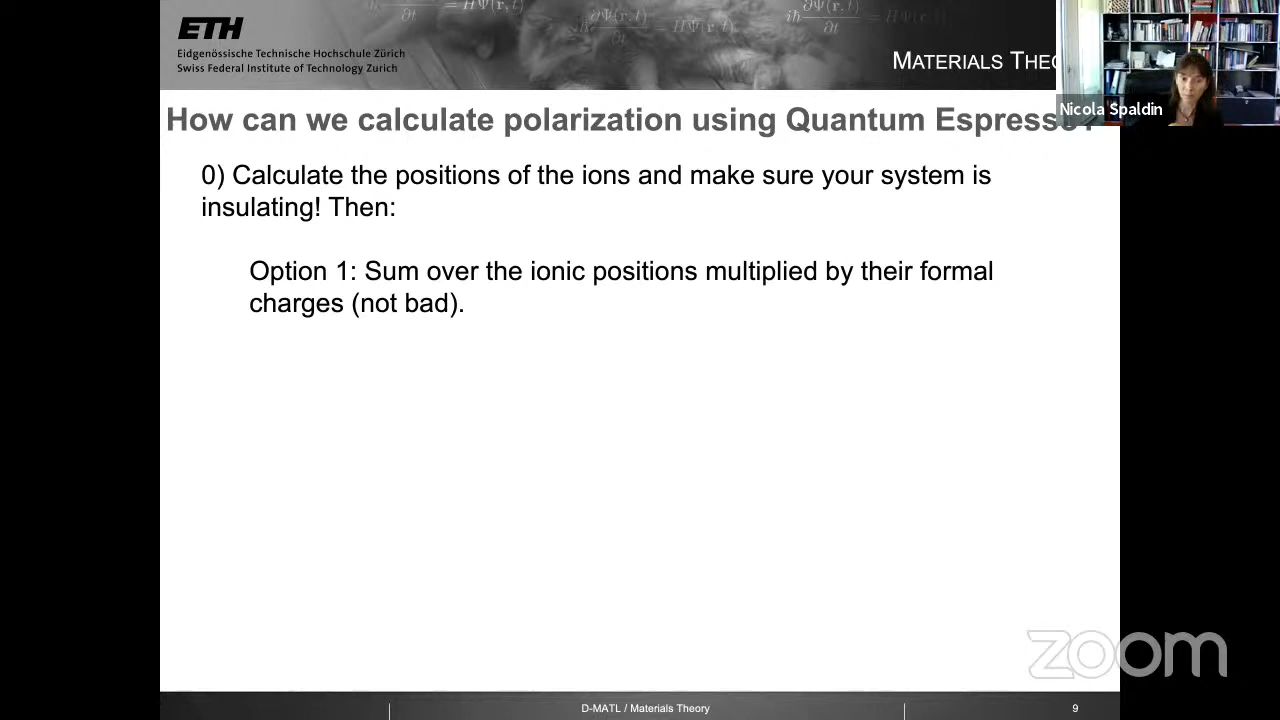 ETH
Eidgenössische Technische Hochschule Zürich
Swiss Federal Institute of Technology Zurich
MATERIALS
Nicola Spaldin
How can we calculate polarization using Quantum
0) Calculate the positions of the ions and make sure your system is
insulating! Then:
Option 1: Sum over the ionic positions multiplied by their formal
charges (not bad).
zoom
D-MATL / Materials Theory
9